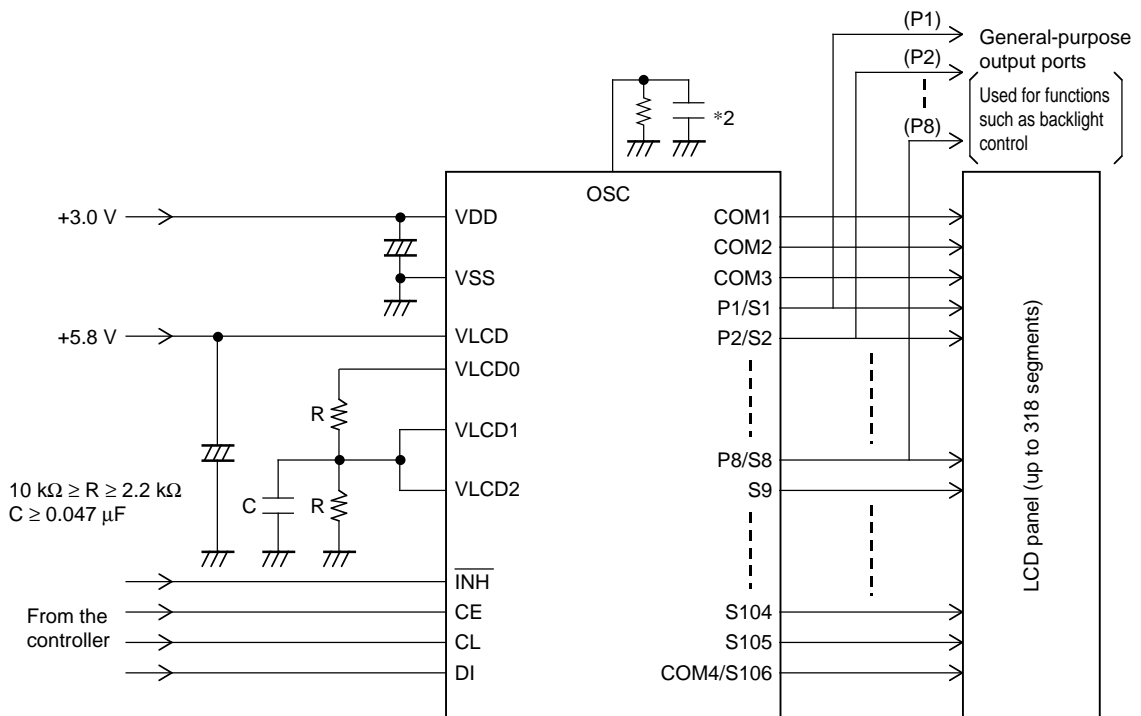 (P1)
General-purpose
output ports
(P2)
Used for functions
such as backlight
control
(P8)
*2
OSC
+3.0 V
VDD
COM1
COM2
VSS
COM3
P1/S1
+5.8 V
VLCD
P2/S2
VLCD0
R
VLCD1
P8/S8
10 kΩ ≥ R ≥ 2.2 kΩ
C ≥ 0.047 µF
C
R
VLCD2
S9
LCD panel (up to 318 segments)
INH
From the
controller
CE
S104
CL
S105
DI
COM4/S106